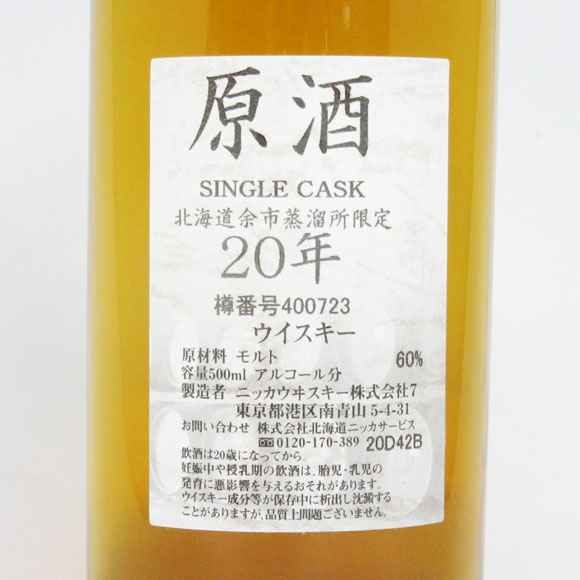 原酒
SINGLE CASK
北海道余市蒸溜所限定
20年
樽番号400723
ウイスキー
原材料 モルト 60%
容量500ml アルコール分
製造者 ニッカウヰスキー株式会社7
東京都港区南青山5-4-31
お問い合わせ 株式会社北海道ニッカサービス
0120-170-389 20D42B
飲酒は20歳になってから。
妊娠中や授乳期の飲酒は、胎児・乳児の
発育に悪影響を与えるおそれがあります。
ウイスキー成分等が保存中に析出し沈澱する
ことがありますが、品質上問題ございません。